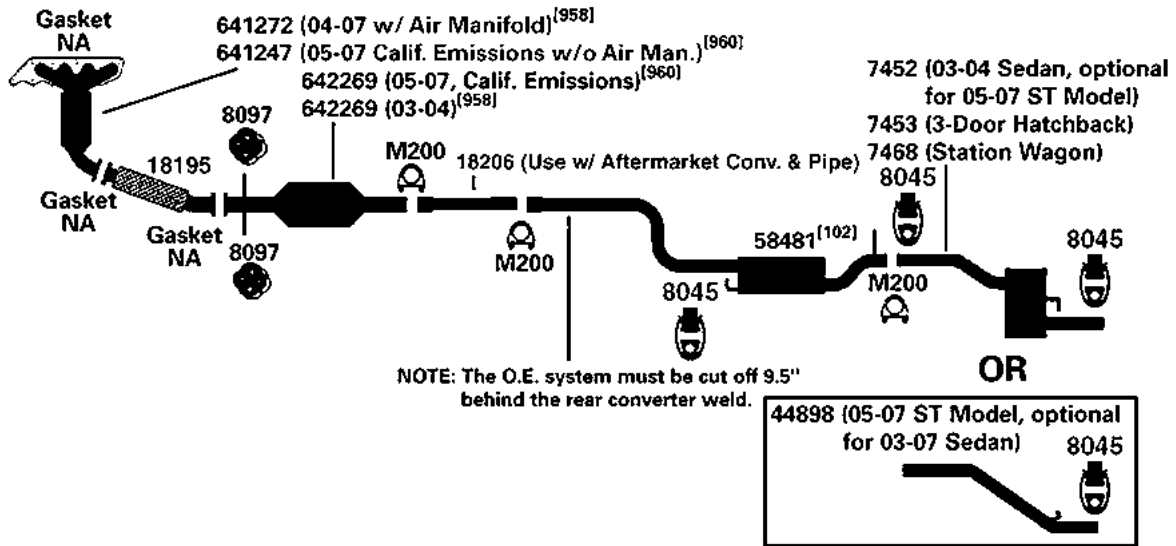 Gasket
NA
641272 (04-07 w/ Air Manifold)[958]
641247 (05-07 Calif. Emissions w/o Air Man.)[960]
642269 (05-07, Calif. Emissions)[960]
642269 (03-04)[958]
7452 (03-04 Sedan, optional
for 05-07 ST Model)
7453 (3-Door Hatchback)
7468 (Station Wagon)
8097
M200
18195
18206 (Use w/ Aftermarket Conv. & Pipe)
8045
Gasket
NA
Gasket
NA
8097
M200
58481[102]
8045
M200
8045
NOTE: The O.E. system must be cut off 9.5"
behind the rear converter weld.
OR
44898 (05-07 ST Model, optional
for 03-07 Sedan)
8045